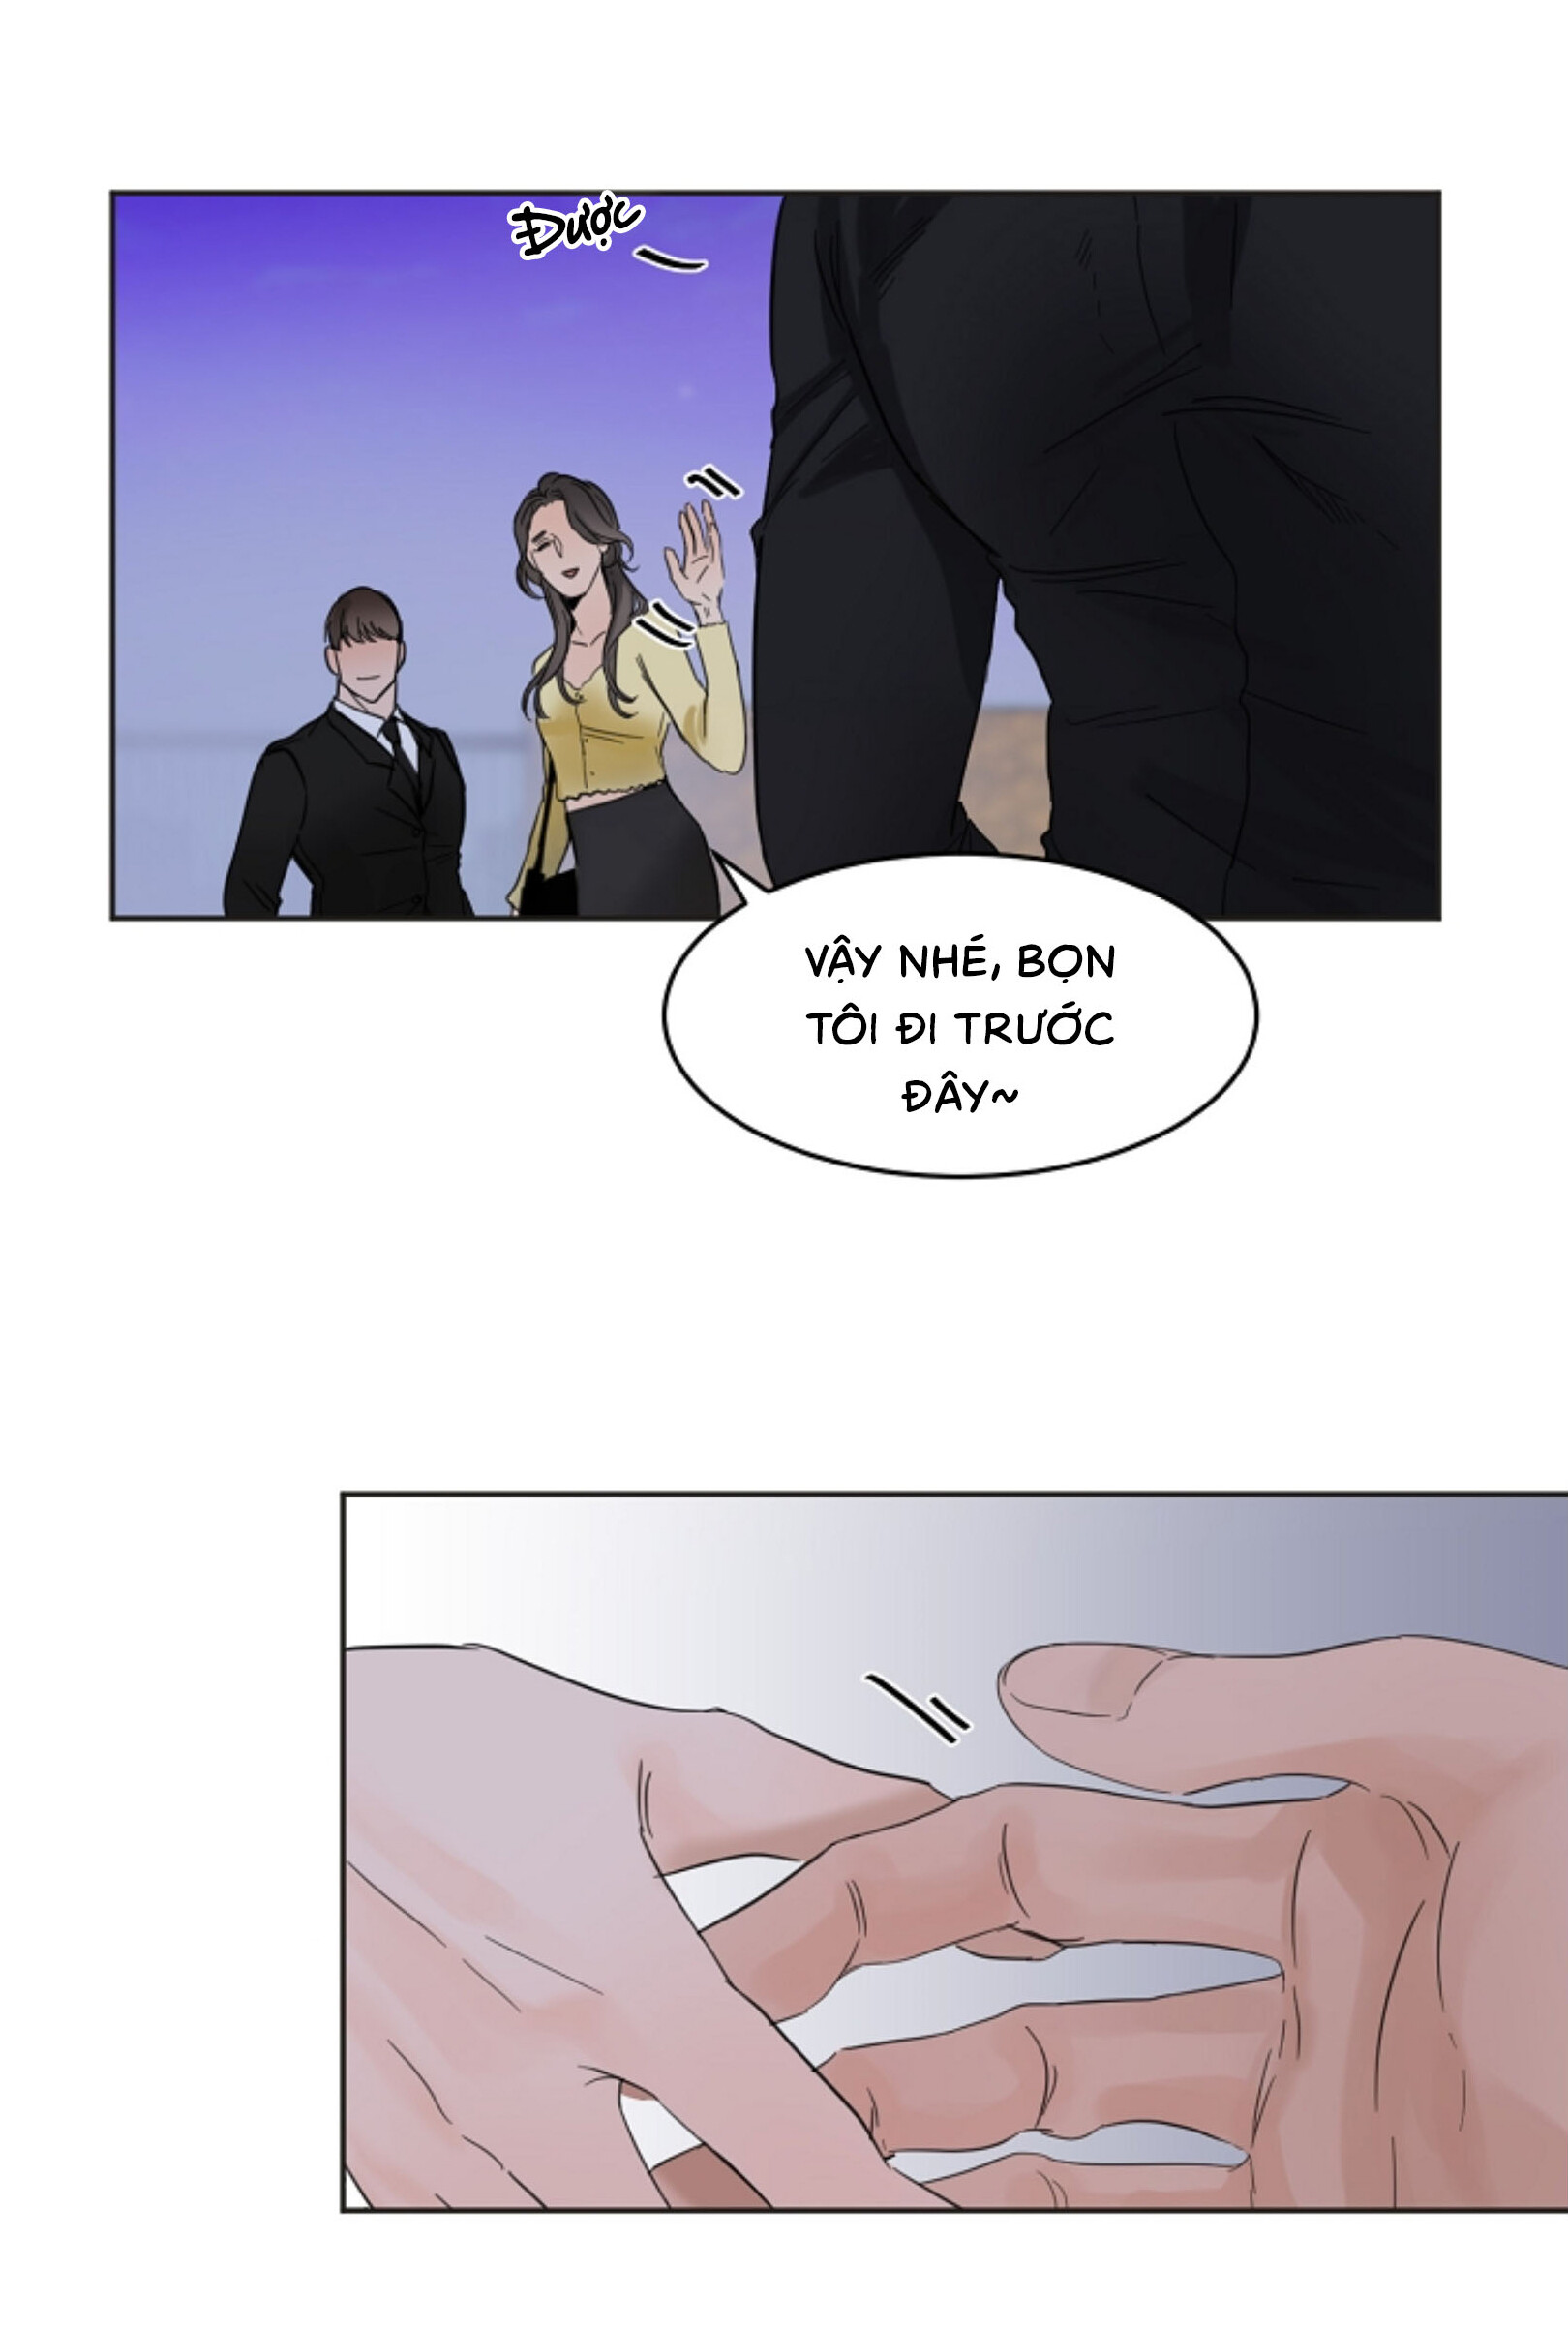 Được
VẬY NHÉ, BỌN
TÔI ĐI TRƯỚC
ĐÂY~